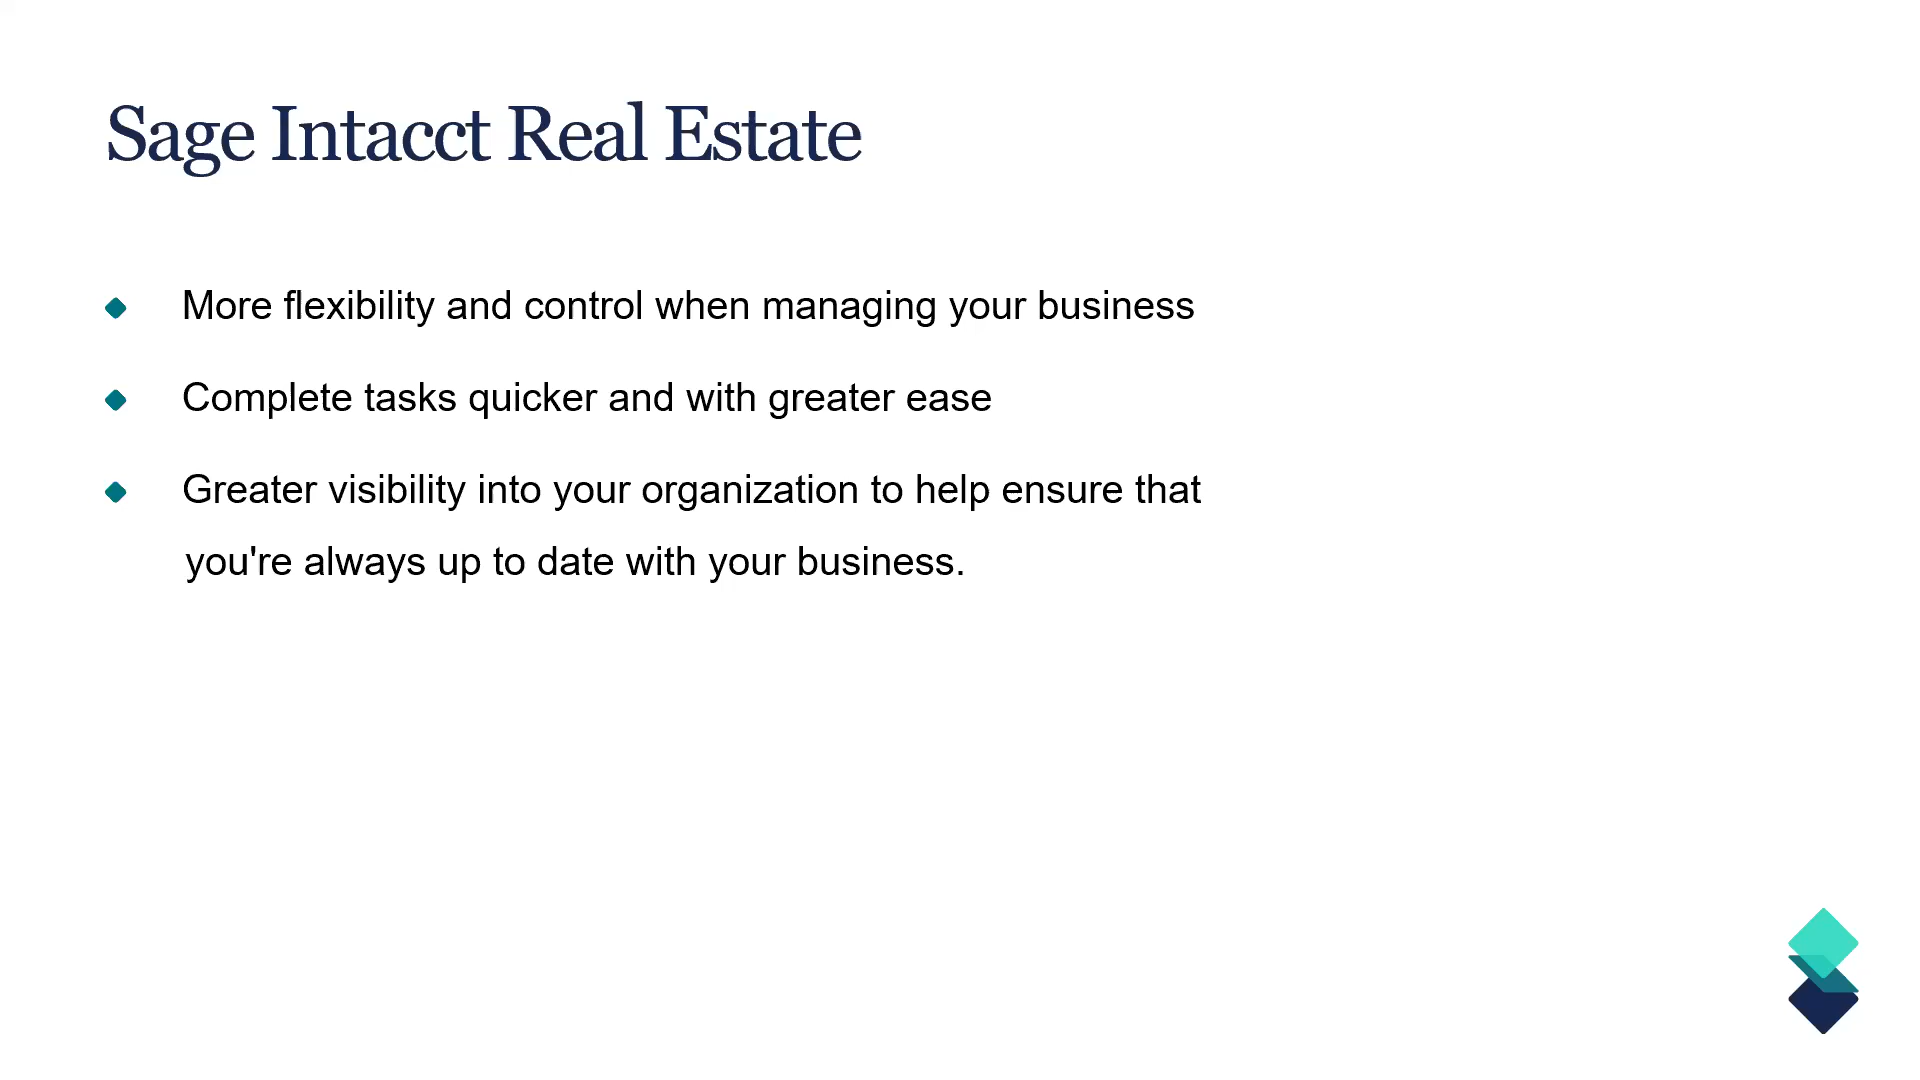 Sage Intacct Real Estate
More flexibility and control when managing your business
Complete tasks quicker and with greater ease
Greater visibility into your organization to help ensure that
you're always up to date with your business.